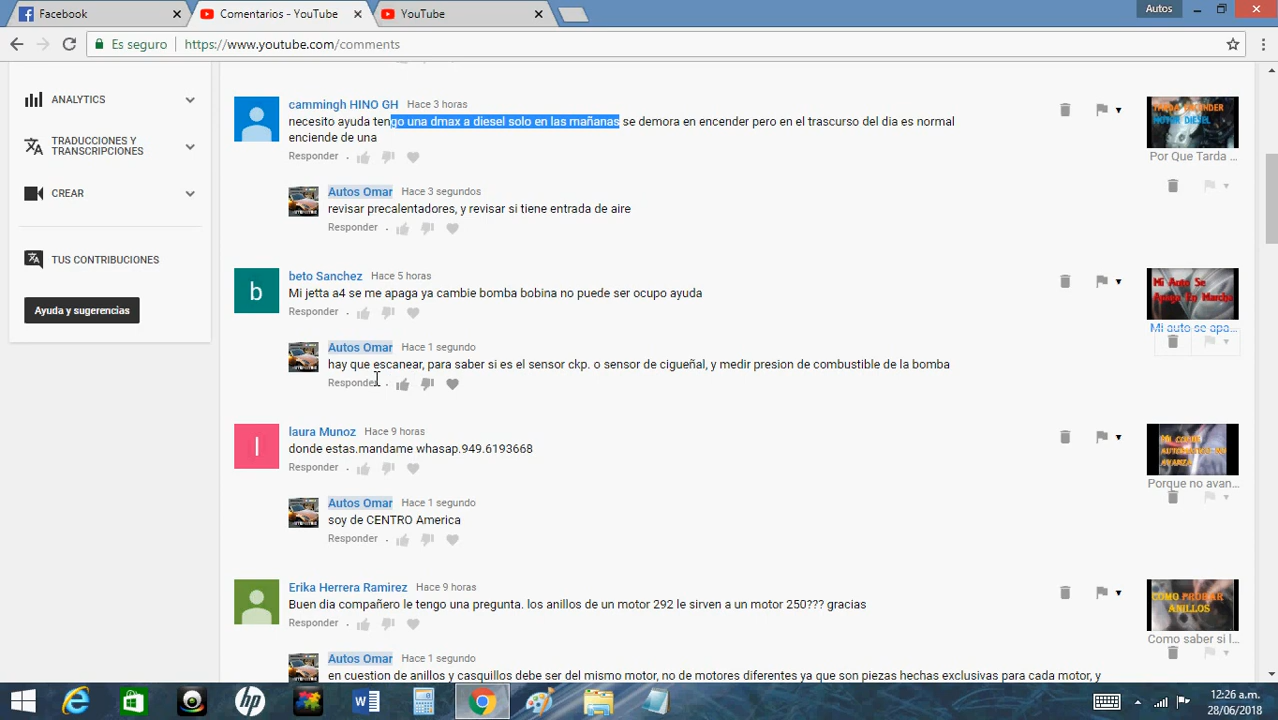 Facebook
Comentarios - YouTube
YouTube
Autos
Es seguro
https://www.youtube.com/comments
ANALYTICS
TRADUCCIONES Y
TRANSCRIPCIONES
CREAR
TUS CONTRIBUCIONES
Ayuda y sugerencias
cammingh HINO GH Hace 3 horas
necesito ayuda tengo una dmax a diesel solo en las mañanas se demora en encender pero en el trascurso del dia es normal
enciende de una
Responder
Por Que Tarda ...
Autos Omar Hace 3 segundos
revisar precalentadores, y revisar si tiene entrada de aire
Responder
beto Sanchez Hace 5 horas
b
Mi jetta a4 se me apaga ya cambie bomba bobina no puede ser ocupo ayuda
Responder
Mi Auto Se
Apaga En Marcha
Mi auto se apa...
Autos Omar Hace 1 segundo
hay que escanear, para saber si es el sensor ckp. o sensor de cigueñal, y medir presion de combustible de la bomba
Responder
laura Munoz Hace 9 horas
l
donde estas.mandame whasap.949.6193668
Responder
Porque no avan...
Autos Omar Hace 1 segundo
soy de CENTRO America
Responder
Erika Herrera Ramirez Hace 9 horas
Buen dia compañero le tengo una pregunta. los anillos de un motor 292 le sirven a un motor 250??? gracias
Responder
COMO PROBAR
ANILLOS
Como saber si l...
Autos Omar Hace 1 segundo
en cuestion de anillos y casquillos debe ser del mismo motor, no de motores diferentes ya que son piezas hechas exclusivas para cada motor, y
12:26 a.m.
28/06/2018